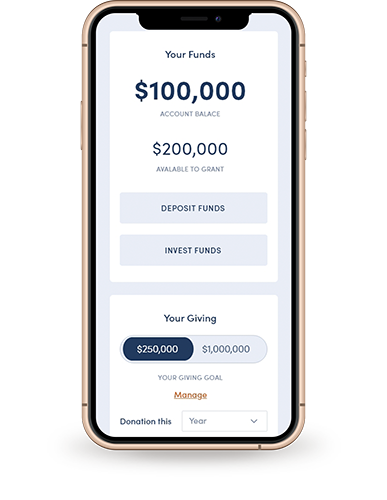 Your Funds
$100,000
ACCOUNT BALACE
$200,000
AVALABLE TO GRANT
DEPOSIT FUNDS
INVEST FUNDS
Your Giving
$250,000 $1,000,000
YOUR GIVING GOAL
Manage
Donation this Year